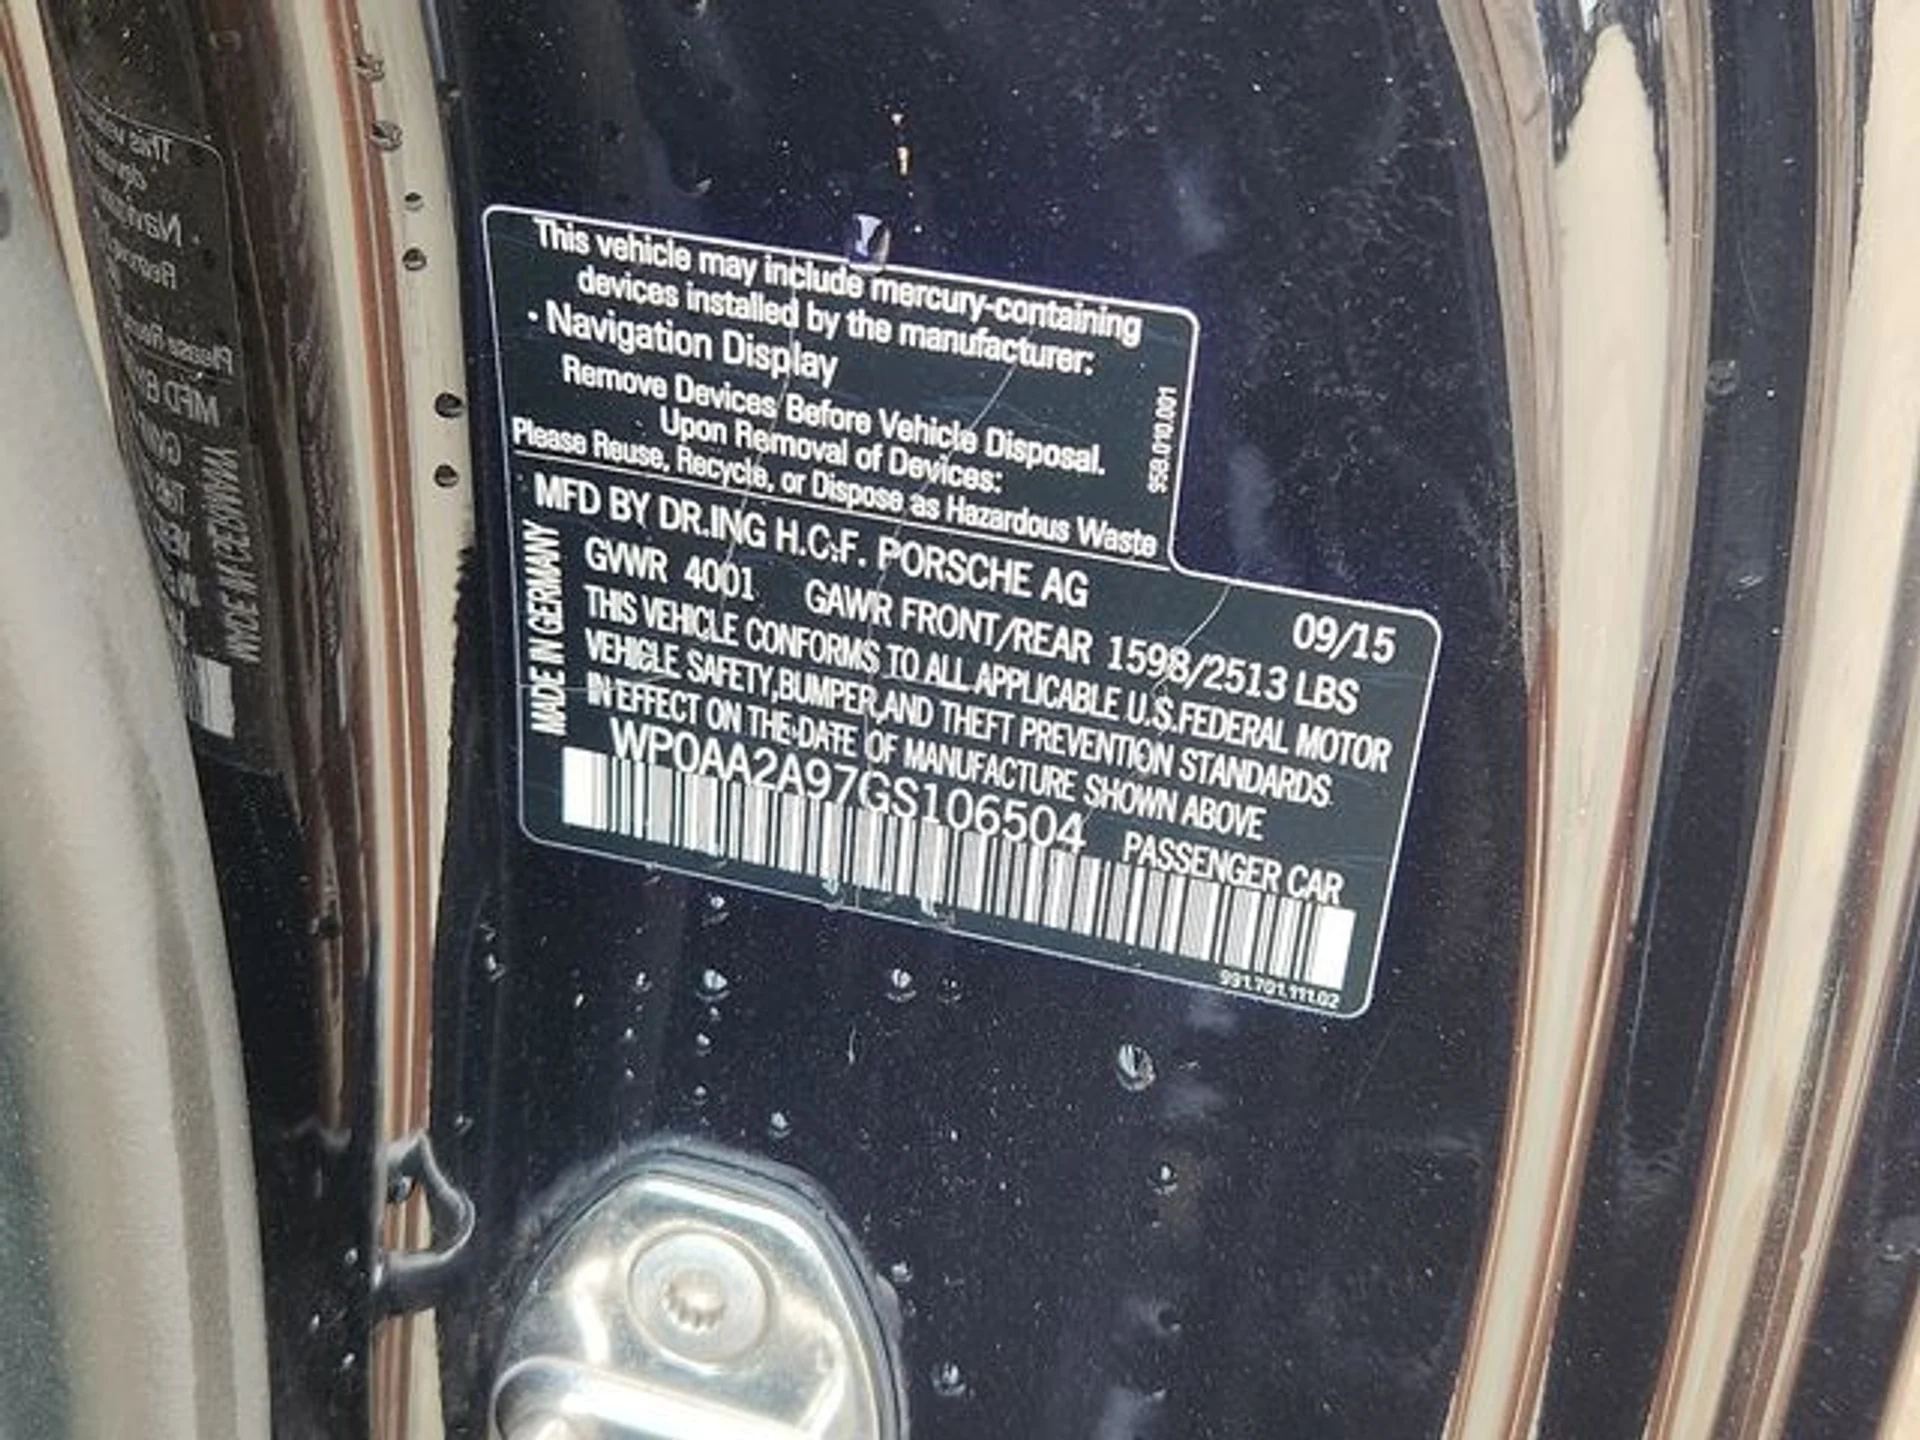 This vehicle may include mercury-containing
devices installed by the manufacturer:
• Navigation Display
Remove Devices Before Vehicle Disposal.
Upon Removal of Devices:
Please Reuse, Recycle, or Dispose as Hazardous Waste
95B.010.001
MFD BY DR.ING H.C.F. PORSCHE AG 09/15
GVWR 4001 GAWR FRONT/REAR 1598/2513 LBS
THIS VEHICLE CONFORMS TO ALL APPLICABLE U.S.FEDERAL MOTOR
VEHICLE SAFETY,BUMPER,AND THEFT PREVENTION STANDARDS
IN EFFECT ON THE DATE OF MANUFACTURE SHOWN ABOVE
WP0AA2A97GS106504 PASSENGER CAR
MADE IN GERMANY
991.701.111.02